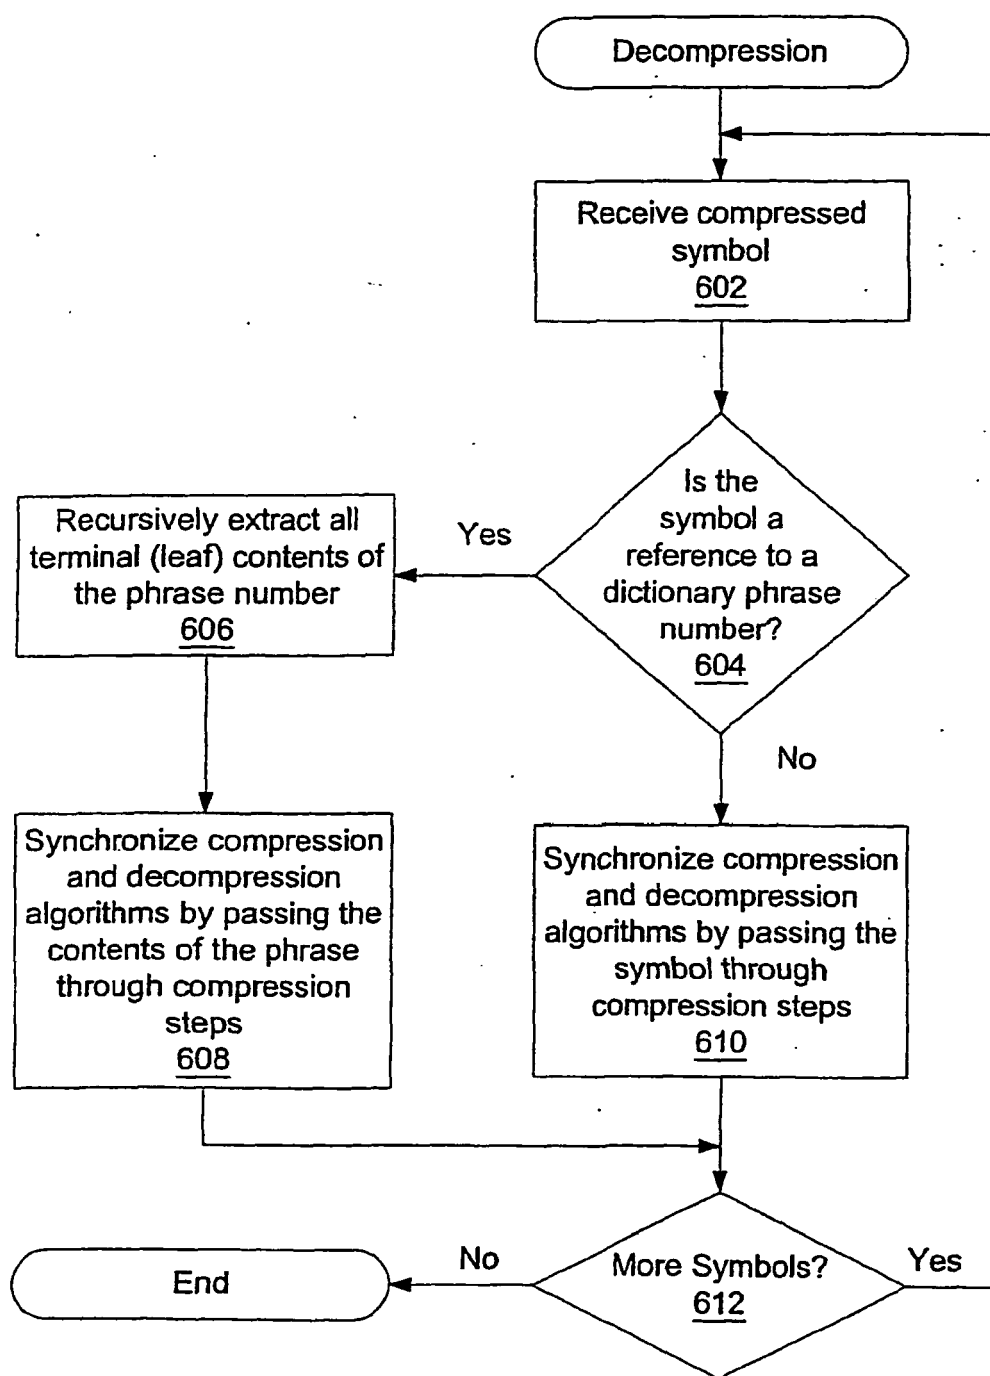 Decompression
Receive compressed
symbol
602
Is the
symbol a
reference to a
dictionary phrase
number?
604
Yes
Recursively extract all
terminal (leaf) contents of
the phrase number
606
No
Synchronize compression
and decompression
algorithms by passing the
contents of the phrase
through compression
steps
608
Synchronize compression
and decompression
algorithms by passing the
symbol through
compression steps
610
More Symbols?
612
No
Yes
End